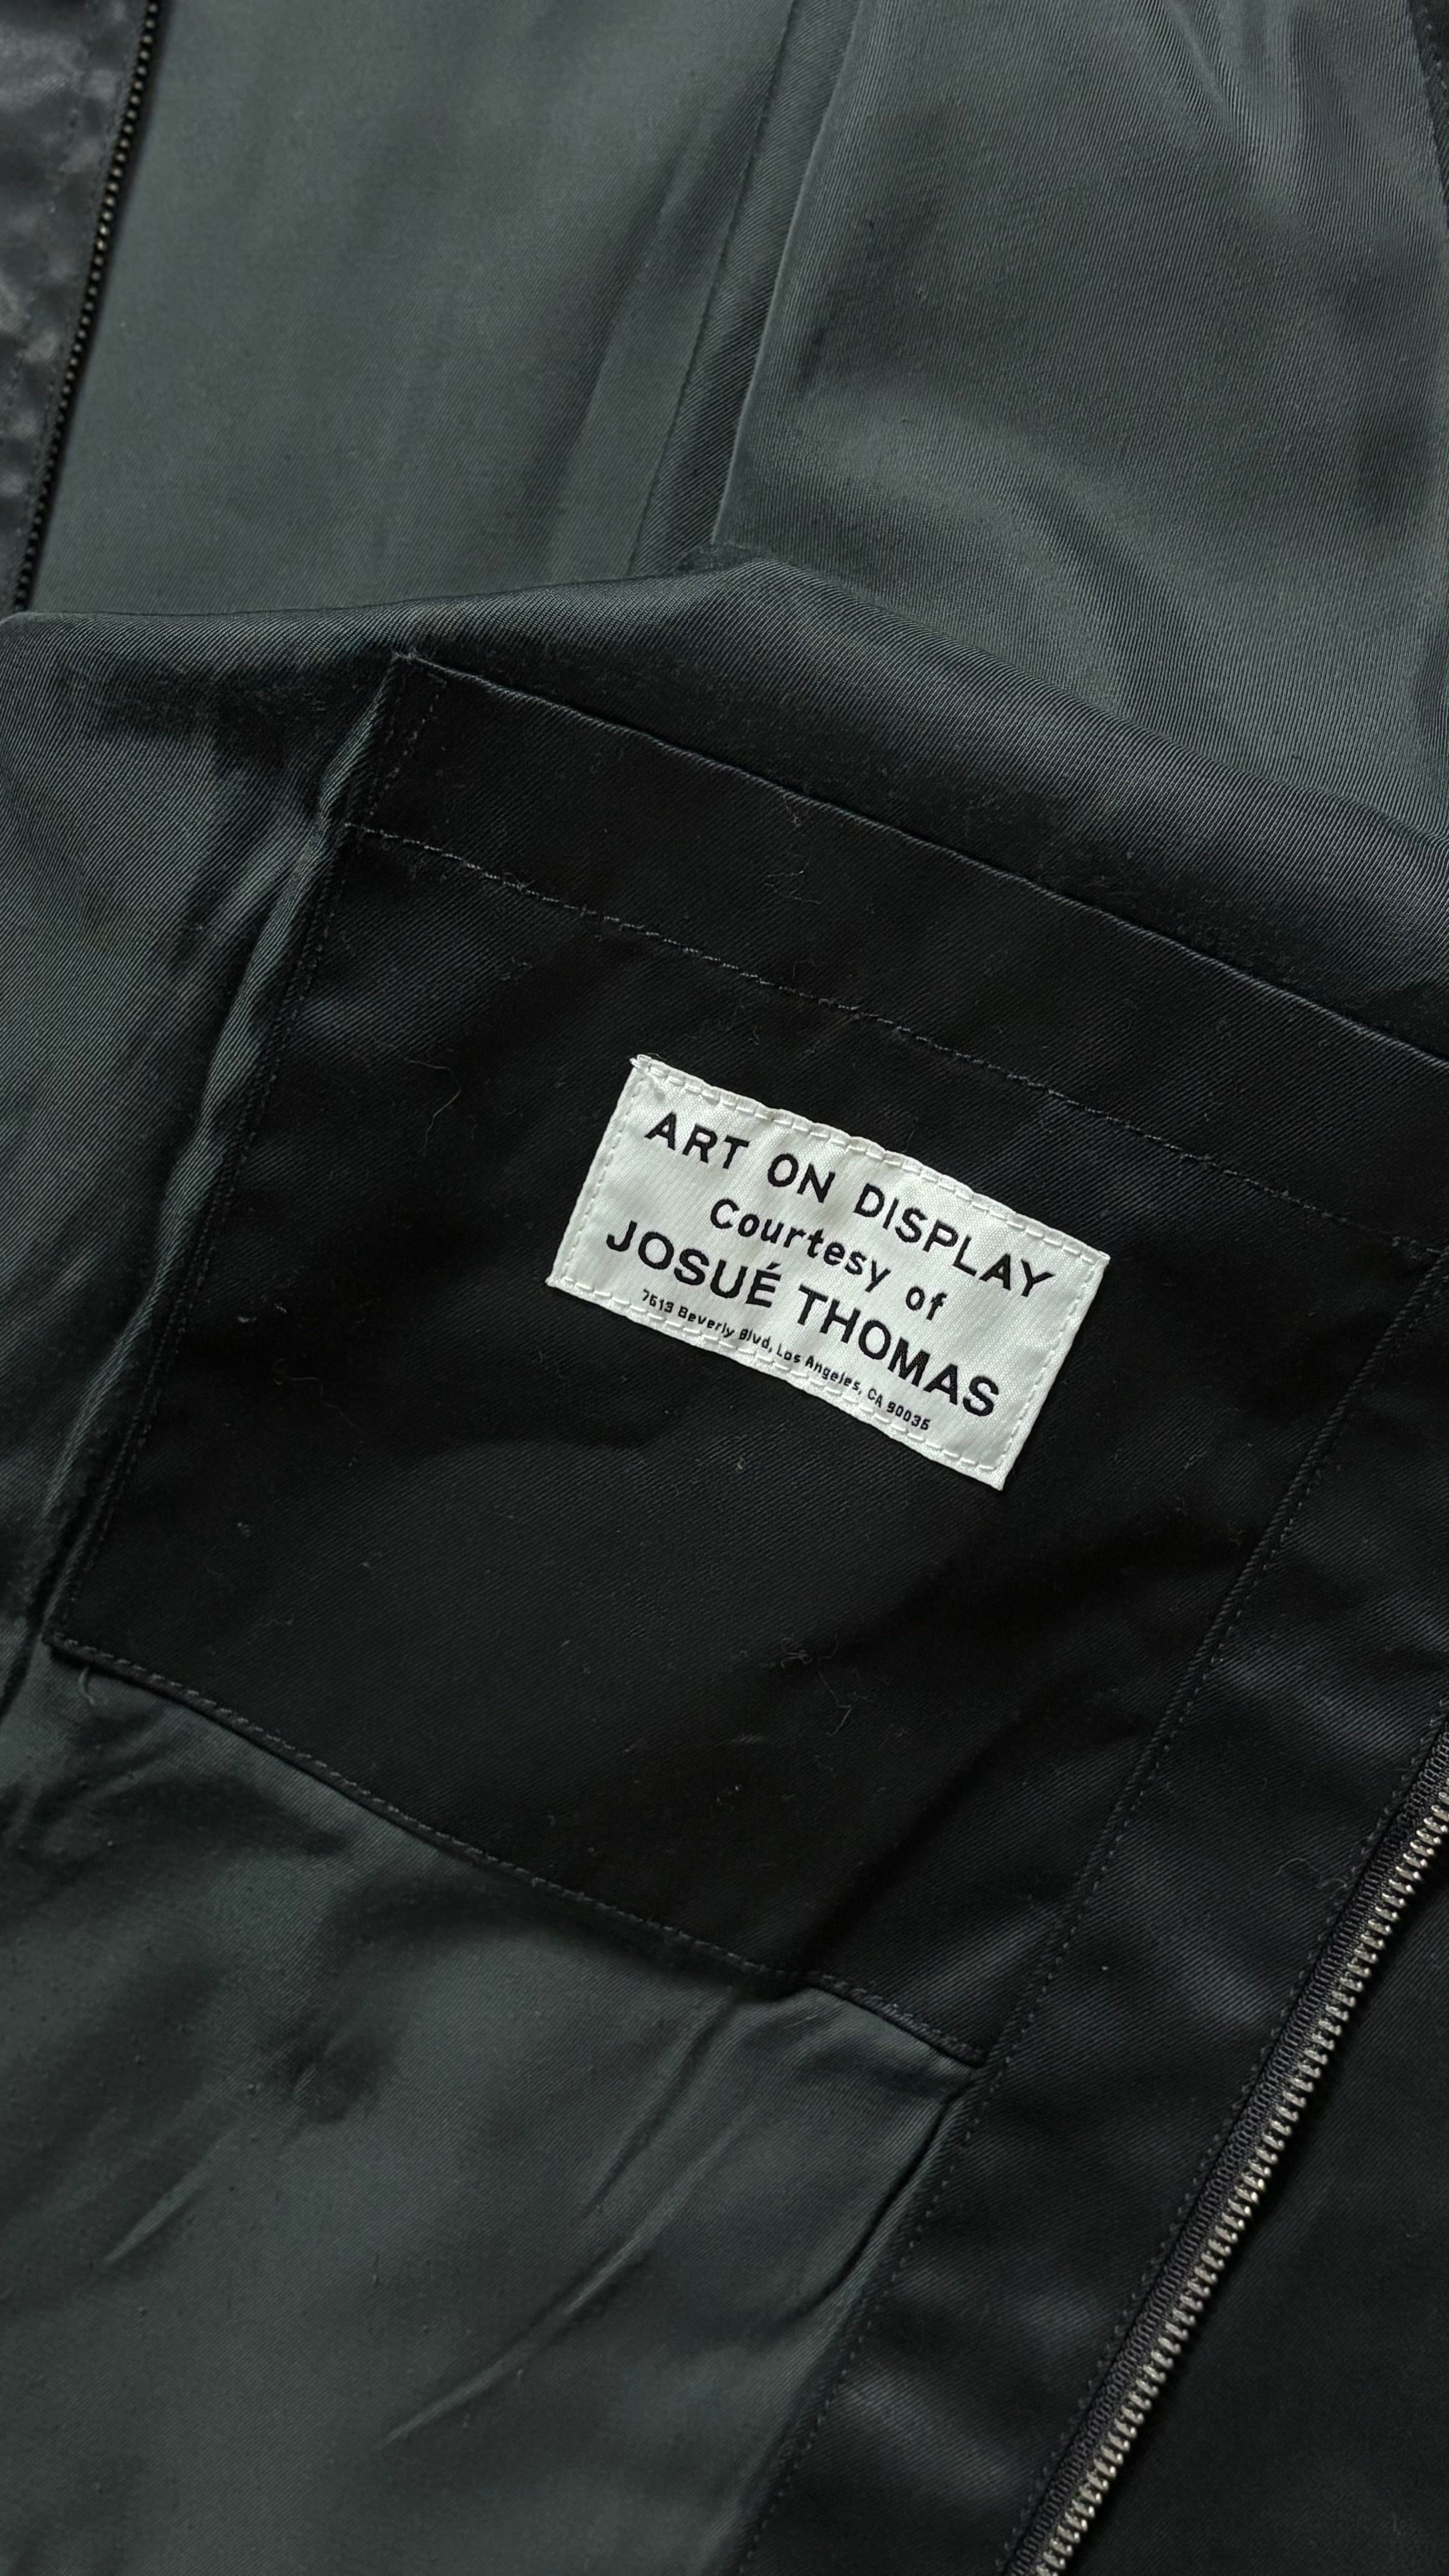 ART ON DISPLAY
Courtesy of
JOSUÉ THOMAS
7613 Beverly Blvd, Los Angeles, CA 90036